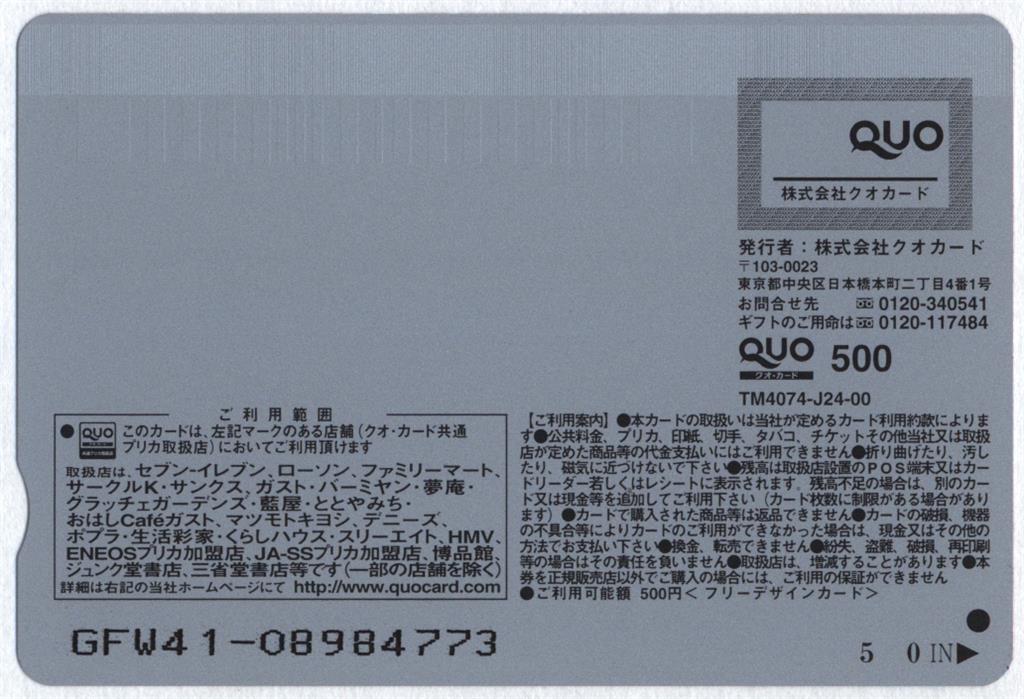 QUO
株式会社クオカード
発行者：株式会社クオカード
〒103-0023
東京都中央区日本橋本町二丁目4番1号
お問合せ先 0120-340541
ギフトのご用命は 0120-117484
QUO 500
クオ・カード
TM4074-J24-00
ご利用範囲
●QUO このカードは、左記マークのある店舗（クオ・カード共通
プリカ取扱店）においてご利用頂けます
取扱店は、セブン-イレブン、ローソン、ファミリーマート、
サークルK・サンクス、ガスト・バーミヤン・夢庵・
グラッチェガーデンズ・藍屋・ととやみち・
おはしCaféガスト、マツモトキヨシ、デニーズ、
ポプラ・生活彩家・くらしハウス・スリーエイト、HMV、
ENEOSプリカ加盟店、JA-SSプリカ加盟店、博品館、
ジュンク堂書店、三省堂書店等です（一部の店舗を除く）
詳細は右記の当社ホームページにて http://www.quocard.com
【ご利用案内】●本カードの取扱いは当社が定めるカード利用約款によりま
す●公共料金、プリカ、印紙、切手、タバコ、チケットその他当社又は取扱
店が定めた商品等の代金支払いにはご利用できません●折り曲げたり、汚し
たり、磁気に近づけないで下さい●残高は取扱店設置のPOS端末又はカー
ドリーダー若しくはレシートに表示されます。残高不足の場合は、別のカー
ド又は現金等を追加してご利用下さい（カード枚数に制限がある場合があり
ます）●カードで購入された商品等は返品できません●カードの破損、機器
の不具合等によりカードのご利用ができなかった場合は、現金又はその他の
方法でお支払い下さい●換金、転売できません●紛失、盗難、破損、再印刷
等の場合はその責任を負いません●取扱店は、増減することがあります●本
券を正規販売店以外でご購入の場合には、ご利用の保証ができません
●ご利用可能額 500円＜フリーデザインカード＞
GFW41-08984773
5 0 IN▶